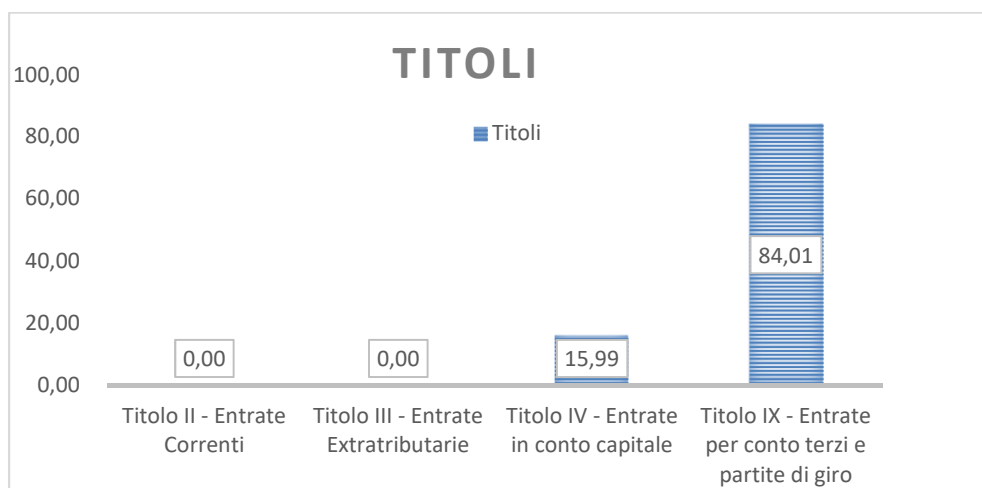 TITOLI
Titoli
100,00
80,00
60,00
40,00
20,00
0,00
0,00
0,00
15,99
84,01
Titolo II - Entrate
Correnti
Titolo III - Entrate
Extratributarie
Titolo IV - Entrate
in conto capitale
Titolo IX - Entrate
per conto terzi e
partite di giro